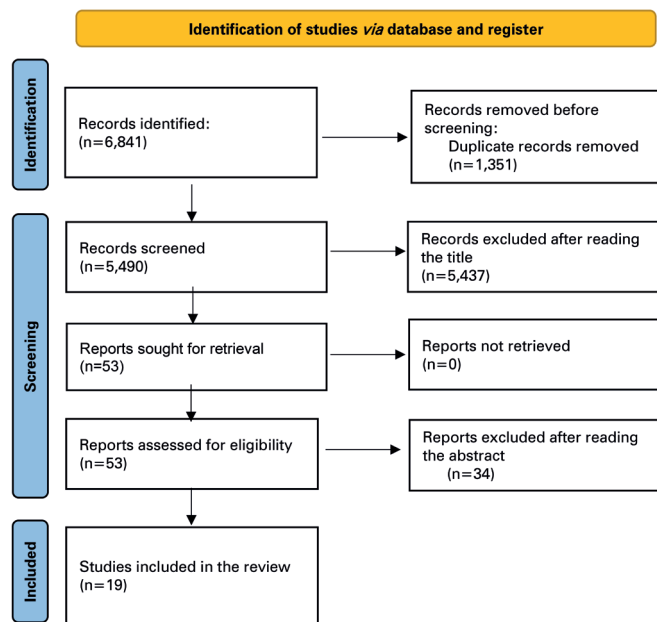 Identification of studies via database and register
Identification
Records identified:
(n=6,841)
Records removed before
screening:
Duplicate records removed
(n=1,351)
Screening
Records screened
(n=5,490)
Records excluded after reading
the title
(n=5,437)
Reports sought for retrieval
(n=53)
Reports not retrieved
(n=0)
Reports assessed for eligibility
(n=53)
Reports excluded after reading
the abstract
(n=34)
Included
Studies included in the review
(n=19)